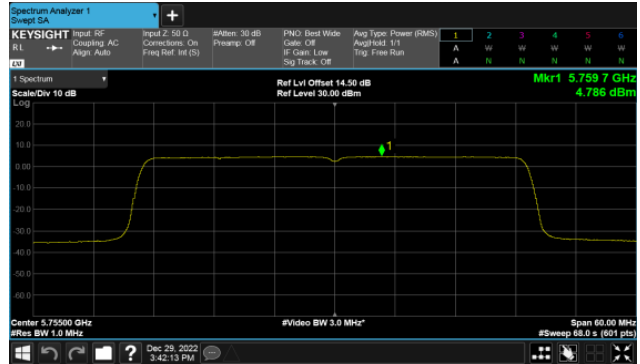 Spectrum Analyzer 1
Swept SA
+
KEYSIGHT Input: RF Input Z: 50 Ω #Atten: 30 dB PNO: Best Wide Avg Type: Power (RMS) 1 2 3 4 5 6
RL Coupling: AC Corrections: On Preamp: Off Gate: Off Avg|Hold: 1/1 A W W W W W
Align: Auto Freq Ref: Int (S) IF Gain: Low Trig: Free Run
LXI Sig Track: Off A N N N N N
1 Spectrum Ref Lvl Offset 14.50 dB Mkr1 5.759 7 GHz
Scale/Div 10 dB Ref Level 30.00 dBm 4.786 dBm
Log
20.0
10.0
1
0.00
-10.0
-20.0
-30.0
-40.0
-50.0
-60.0
Center 5.75500 GHz #Video BW 3.0 MHz* Span 60.00 MHz
#Res BW 1.0 MHz #Sweep 68.0 s (601 pts)
? Dec 29, 2022
3:42:13 PM